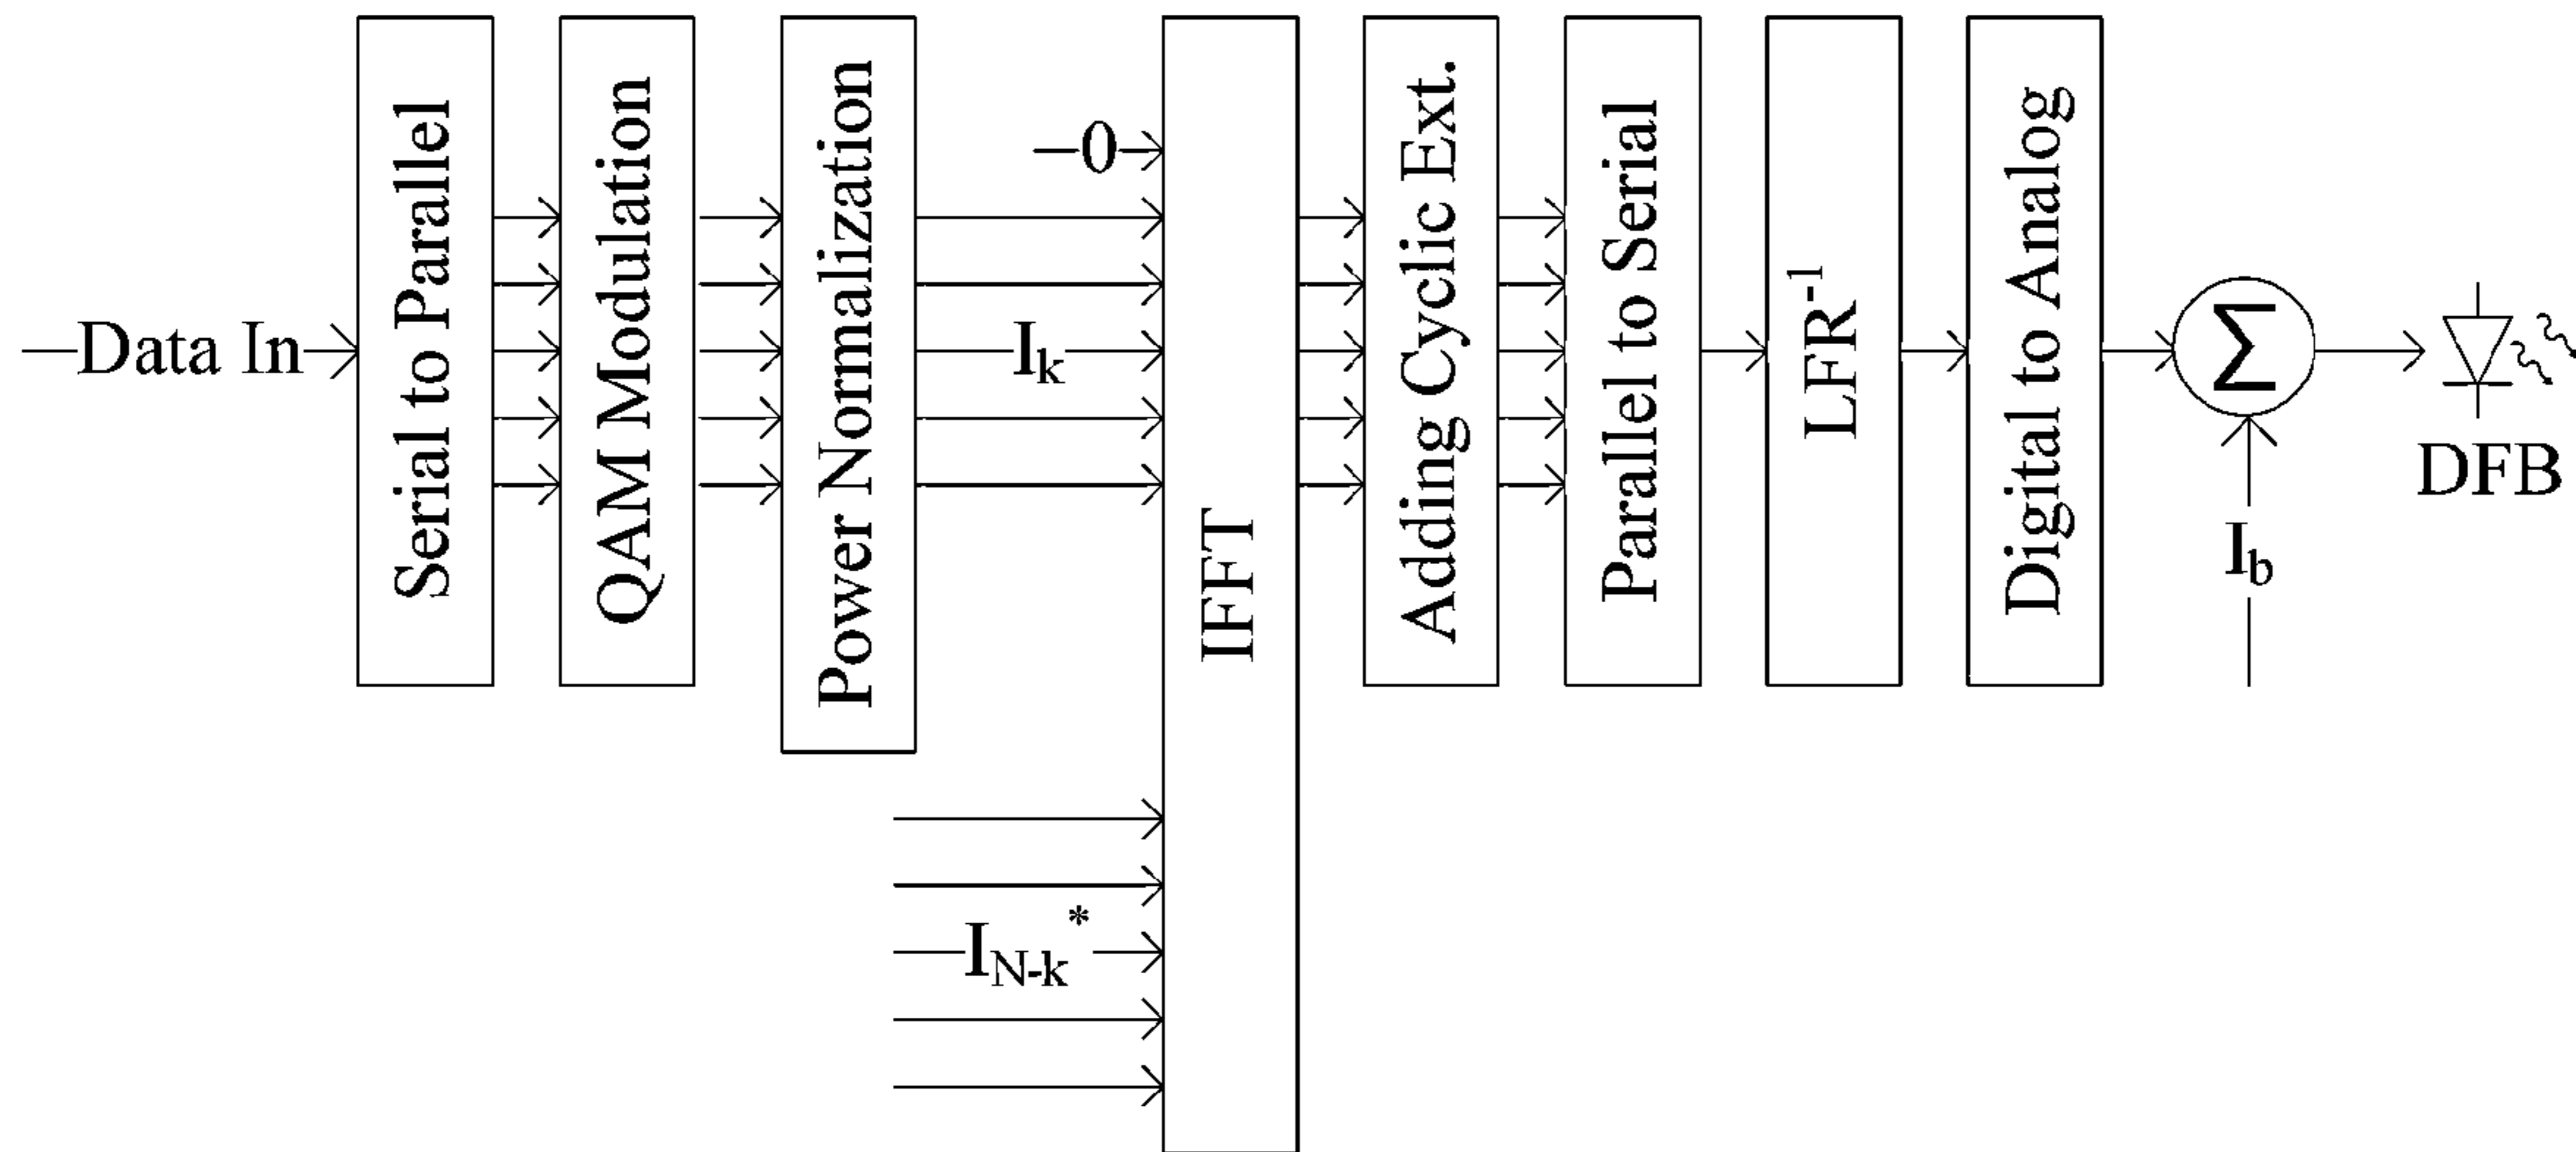 Data In
Serial to Parallel
QAM Modulation
Power Normalization
0
I_k
I_{N-k}^*
IFFT
Adding Cyclic Ext.
Parallel to Serial
LFR^{-1}
Digital to Analog
Σ
I_b
DFB